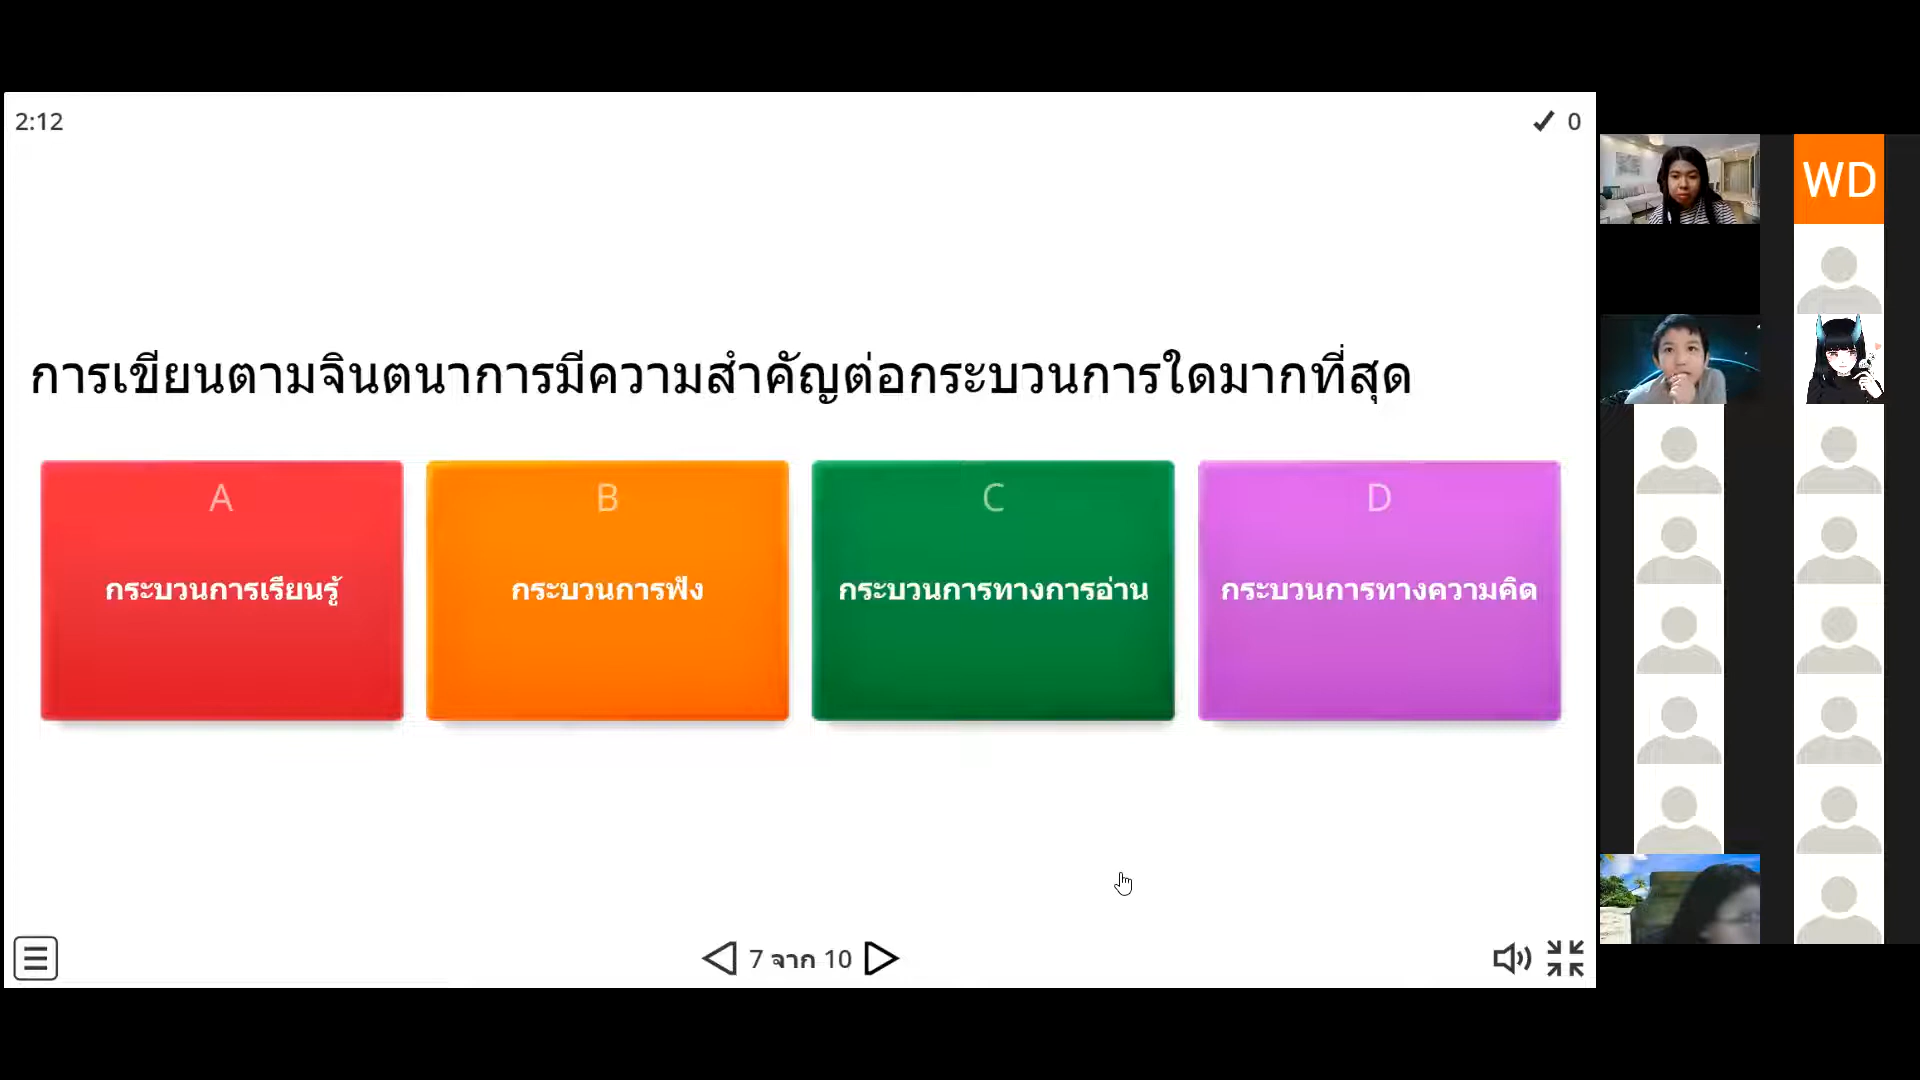 2:12
0
WD
การเขียนตามจินตนาการมีความสำคัญต่อกระบวนการใดมากที่สุด
A
กระบวนการเรียนรู้
B
กระบวนการฟัง
C
กระบวนการทางการอ่าน
D
กระบวนการทางความคิด
7 จาก 10